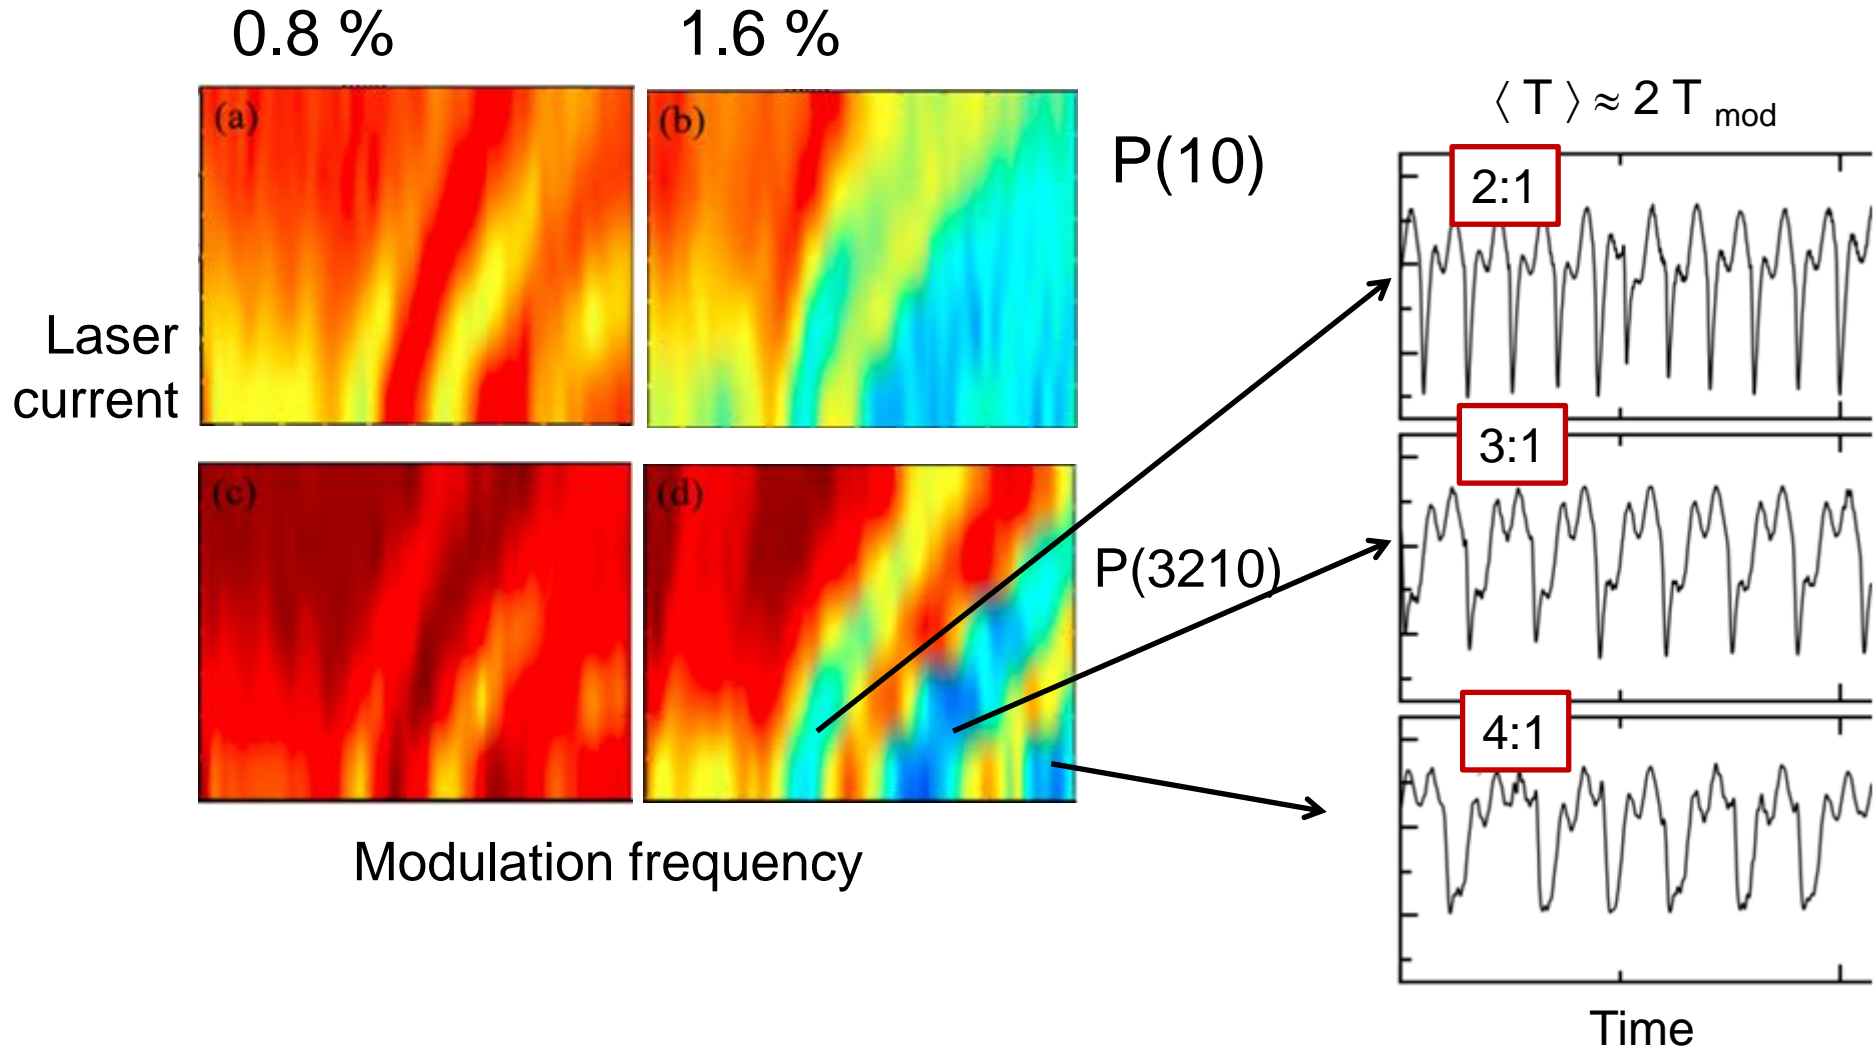 0.8 %
1.6 %
⟨ T ⟩ ≈ 2 T mod
(a)
(b)
P(10)
2:1
Laser
current
3:1
(c)
(d)
P(3210)
4:1
Modulation frequency
Time